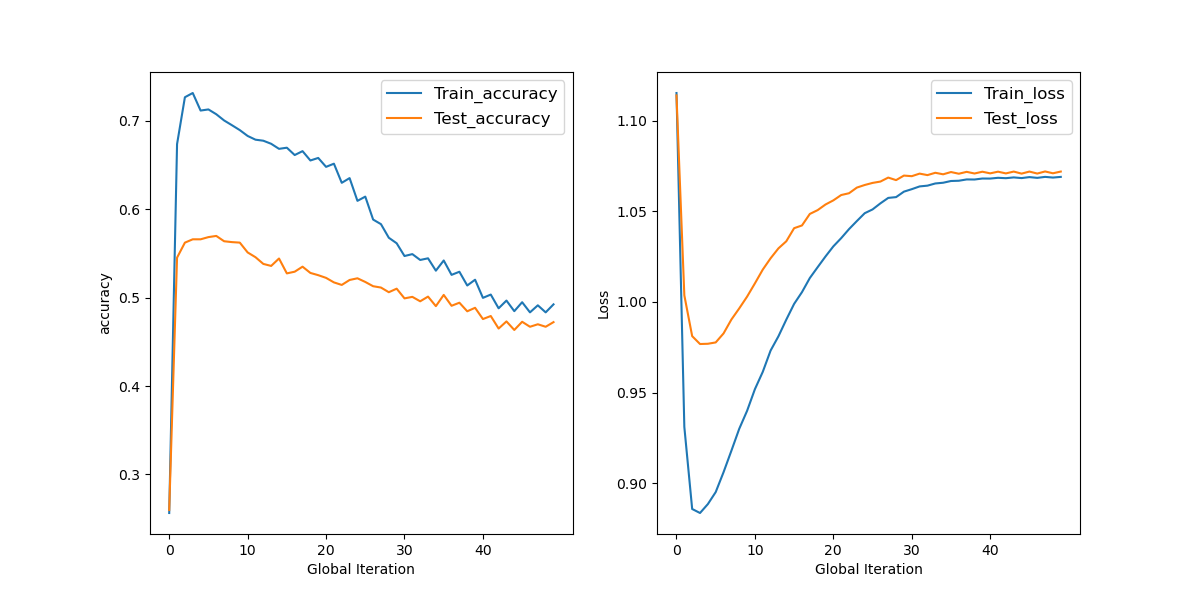 Train_accuracy
Test_accuracy
accuracy
0.7
0.6
0.5
0.4
0.3
0 10 20 30 40
Global Iteration
Train_loss
Test_loss
Loss
1.10
1.05
1.00
0.95
0.90
0 10 20 30 40
Global Iteration